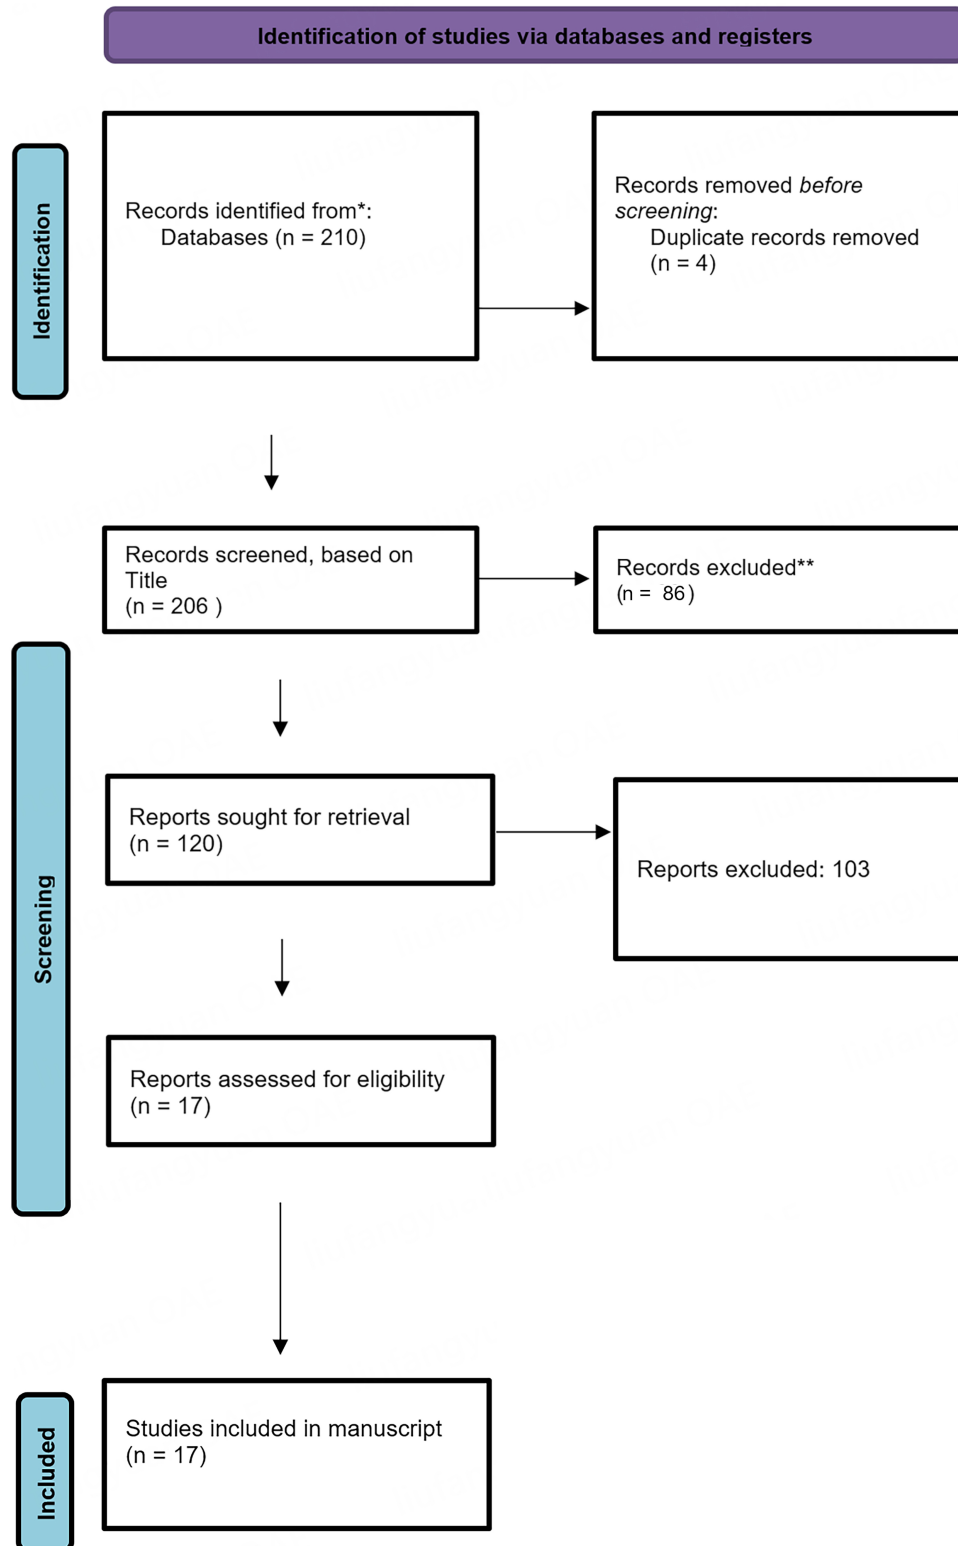 Identification of studies via databases and registers
Identification
Records identified from*:
Databases (n = 210)
Records removed before
screening:
Duplicate records removed
(n = 4)
Records screened, based on
Title
(n = 206 )
Records excluded**
(n = 86)
Screening
Reports sought for retrieval
(n = 120)
Reports excluded: 103
Reports assessed for eligibility
(n = 17)
Included
Studies included in manuscript
(n = 17)